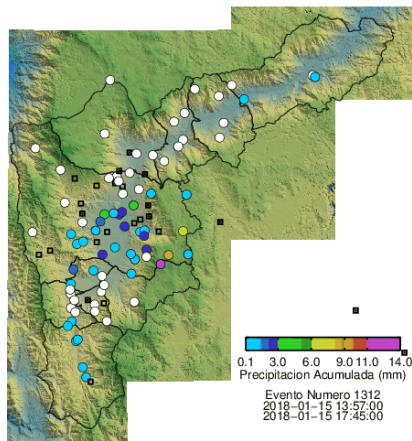 0.1 3.0 6.0 9.0 11.0 14.0
Precipitacion Acumulada (mm)
Evento Numero 1312
2018-01-15 13:57:00
2018-01-15 17:45:00